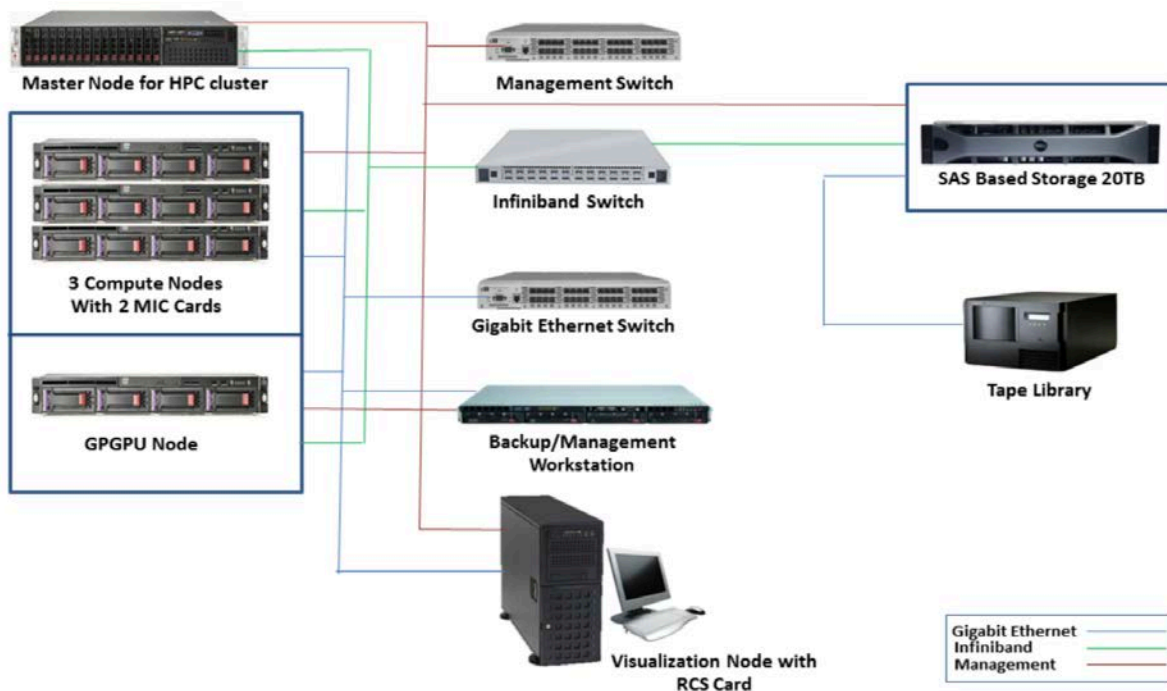 Master Node for HPC cluster
Management Switch
SAS Based Storage 20TB
Infiniband Switch
3 Compute Nodes
With 2 MIC Cards
Gigabit Ethernet Switch
Tape Library
GPGPU Node
Backup/Management
Workstation
Visualization Node with
RCS Card
Gigabit Ethernet
Infiniband
Management